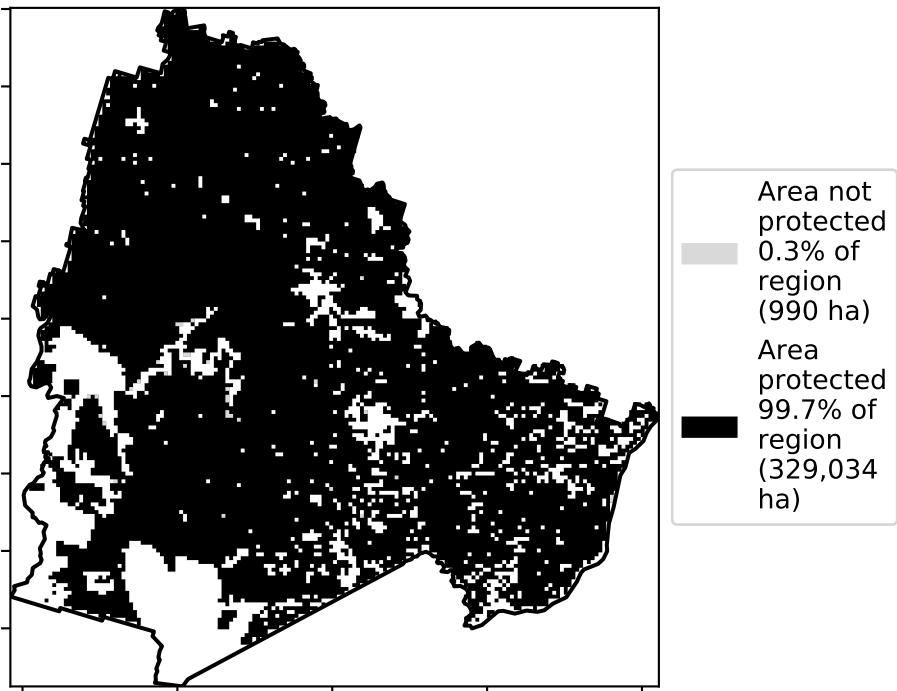 Area not
protected
0.3% of
region
(990 ha)
Area
protected
99.7% of
region
(329,034
ha)